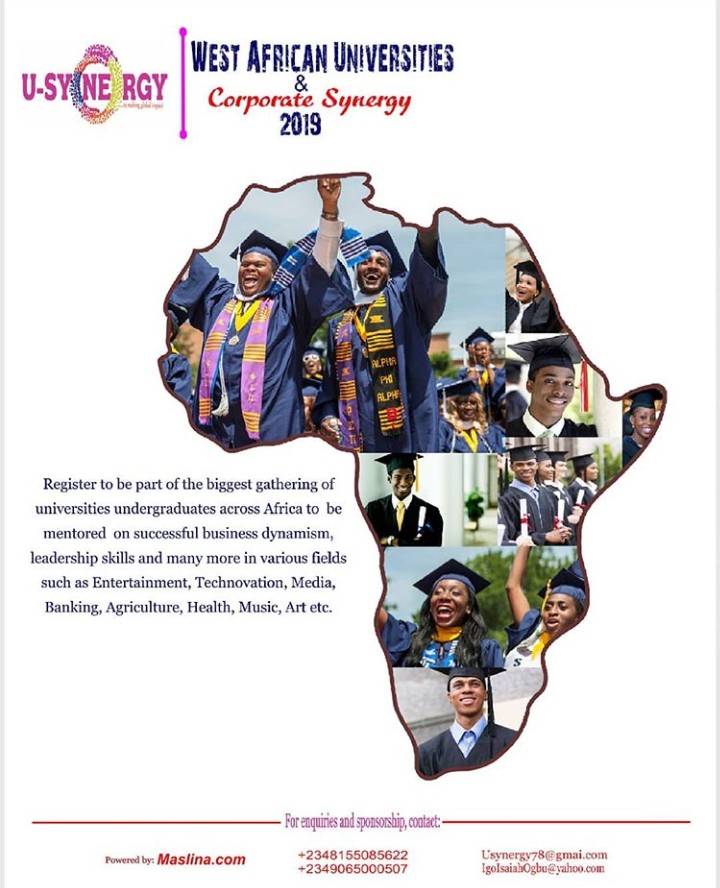 U-SYNERGY
...in making global impact
WEST AFRICAN UNIVERSITIES
&
Corporate Synergy
2019
ALPHA
PHI
ALPHA
Register to be part of the biggest gathering of
universities undergraduates across Africa to be
mentored on successful business dynamism,
leadership skills and many more in various fields
such as Entertainment, Technovation, Media,
Banking, Agriculture, Health, Music, Art etc.
For enquiries and sponsorship, contact:
Powered by: Maslina.com
+2348155085622
+2349065000507
Usynergy78@gmai.com
IgoIsaiahOgbu@yahoo.com